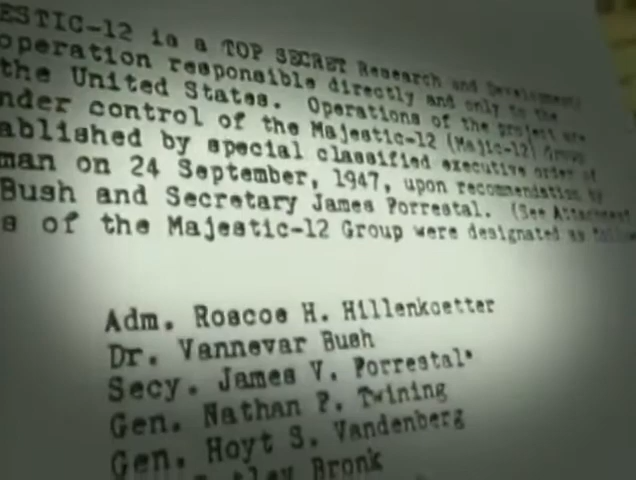 ESTIC-12 is a TOP SECRET Research and Development
operation responsible directly and only to the
the United States. Operations of the project are
nder control of the Majestic-12 (Majic-12) Group
ablished by special classified executive order of
man on 24 September, 1947, upon recommendation by
Bush and Secretary James Forrestal. (See Attachment
s of the Majestic-12 Group were designated as follow
Adm. Roscoe H. Hillenkoetter
Dr. Vannevar Bush
Secy. James V. Forrestal*
Gen. Nathan F. Twining
Gen. Hoyt S. Vandenberg
Bronk